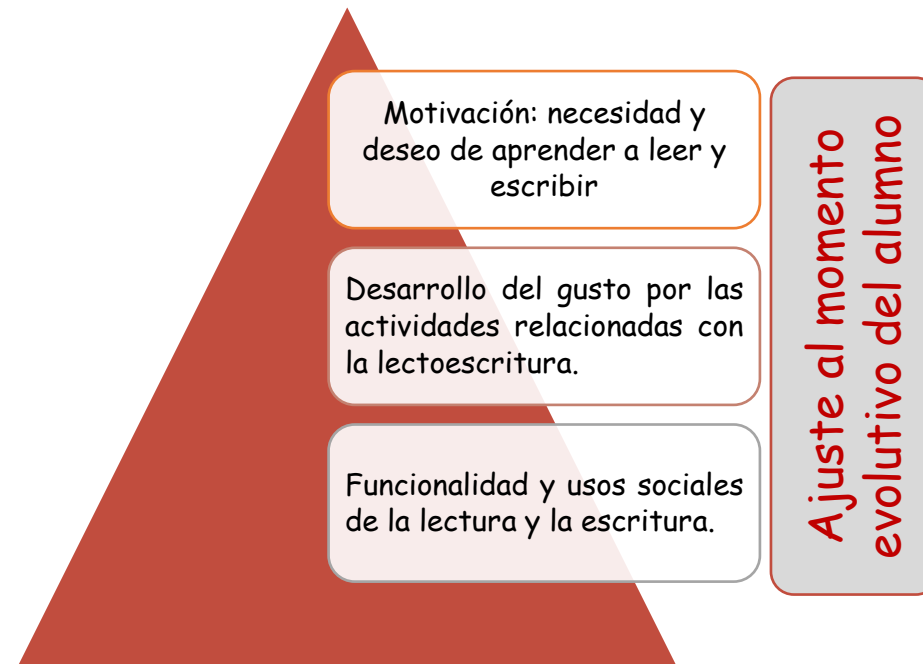 Motivación: necesidad y
deseo de aprender a leer y
escribir
Desarrollo del gusto por las
actividades relacionadas con
la lectoescritura.
Funcionalidad y usos sociales
de la lectura y la escritura.
Ajuste al momento
evolutivo del alumno